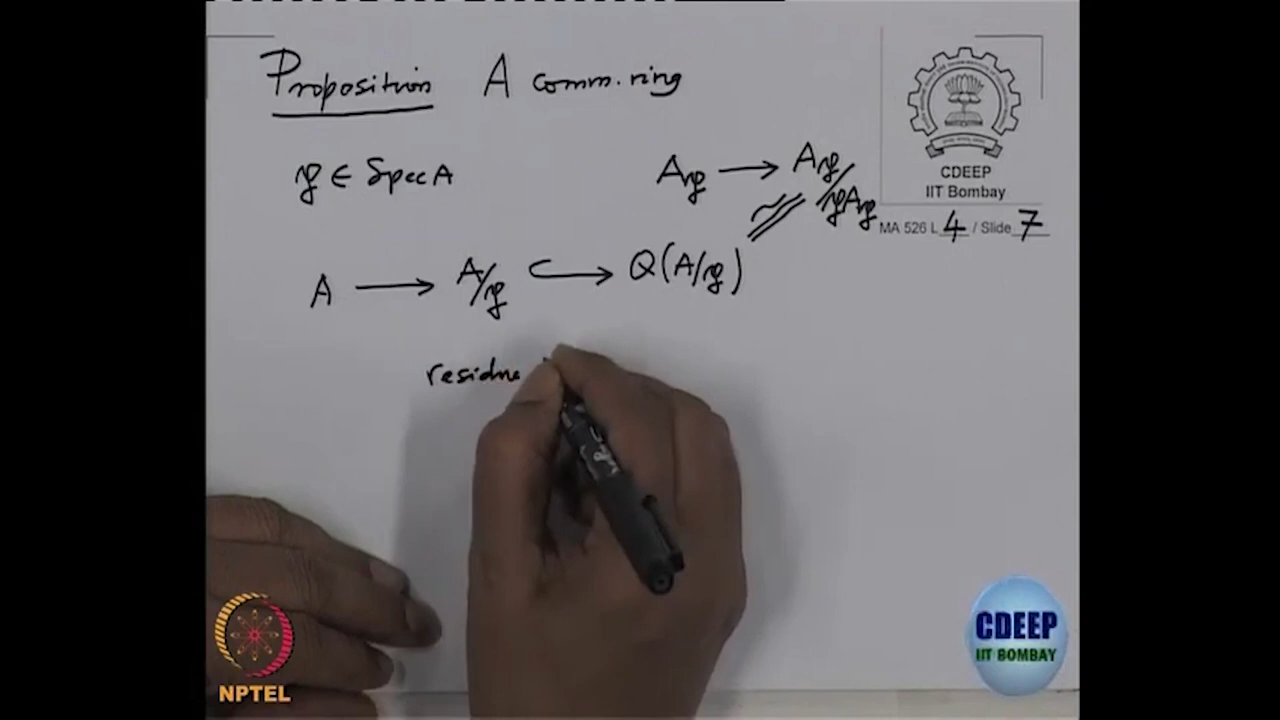 Proposition A comm. ring
𝔭 ∈ Spec A
A𝔭 → A𝔭/𝔭A𝔭
≅
A → A/𝔭 ↪ Q(A/𝔭)
residue
CDEEP
IIT Bombay
MA 526 L 4 / Slide 7
NPTEL
CDEEP
IIT BOMBAY